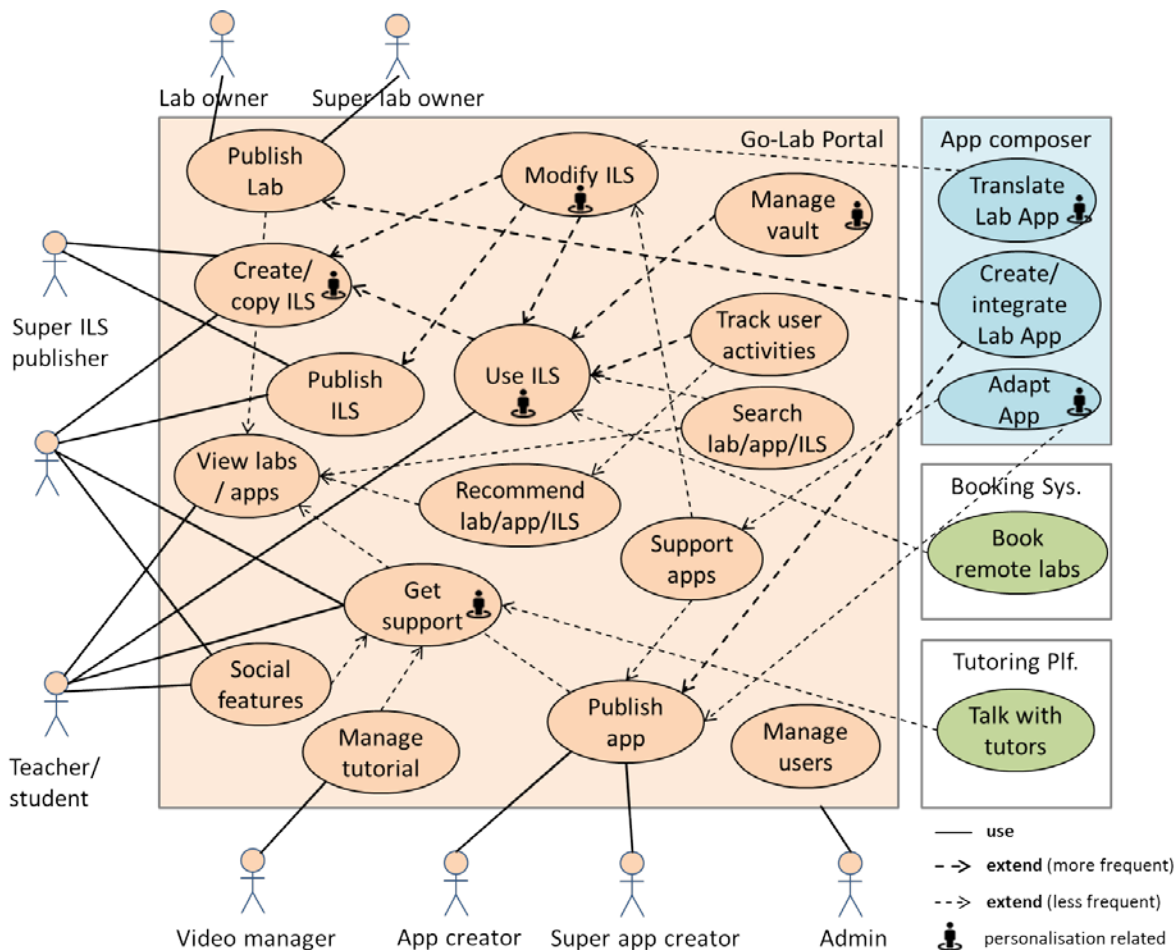 Lab owner
Super lab owner
Go-Lab Portal
App composer
Publish
Lab
Modify ILS
Manage
vault
Translate
Lab App
Create/
copy ILS
Create/
integrate
Lab App
Super ILS
publisher
Track user
activities
Publish
ILS
Use ILS
Adapt
App
Search
lab/app/ILS
View labs
/ apps
Recommend
lab/app/ILS
Booking Sys.
Support
apps
Book
remote labs
Get
support
Tutoring Plf.
Social
features
Publish
app
Talk with
tutors
Manage
tutorial
Manage
users
Teacher/
student
use
extend (more frequent)
extend (less frequent)
personalisation related
Video manager
App creator
Super app creator
Admin